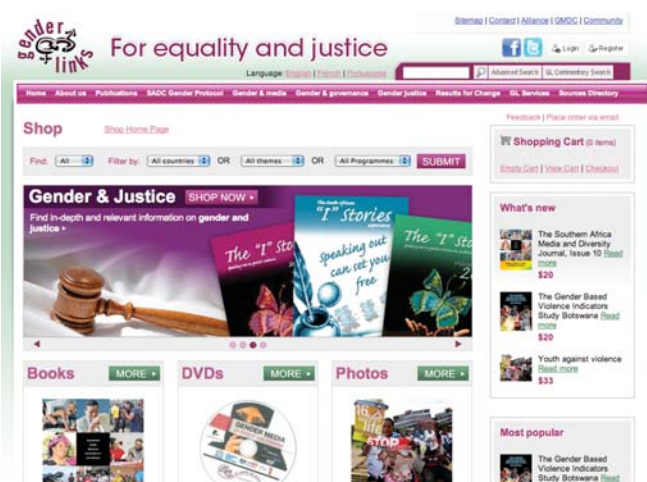 Sitemap | Contact | Alliance | GMDC | Community
gender links
For equality and justice
Login Register
Language: English | French | Portuguese
Advanced Search GL Commentary Search
Home About us Publications SADC Gender Protocol Gender & media Gender & governance Gender justice Results for Change GL Services Sources Directory
Feedback | Place order via email
Shop
Shop Home Page
Find: All Filter by: All countries OR All themes OR All Programmes SUBMIT
Gender & Justice SHOP NOW
Find in-depth and relevant information on gender and
justice
The "I" Sto
"I" Stories
speaking out
can set you
free
The "I" Sto
Books MORE
DVDs MORE
Photos MORE
GENDER MEDIA
STOP
Shopping Cart (0 items)
Empty Cart | View Cart | Checkout
What's new
The Southern Africa
Media and Diversity
Journal, Issue 10 Read
more
$20
The Gender Based
Violence Indicators
Study Botswana Read
more
$20
Youth against violence
Read more
$33
Most popular
The Gender Based
Violence Indicators
Study Botswana Read